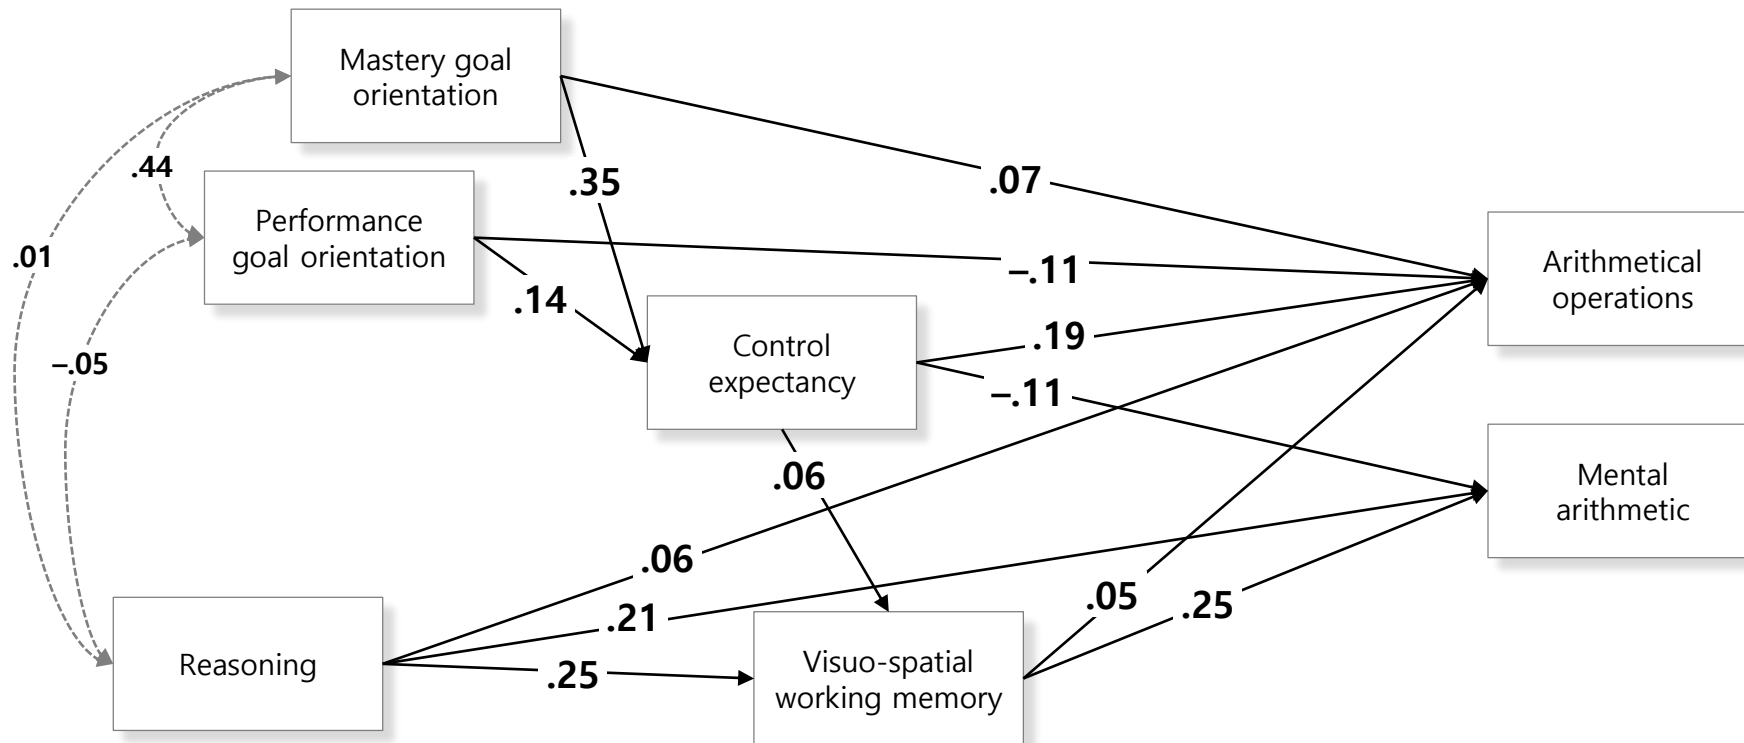 Mastery goal
orientation
.44
.35
.07
Performance
goal orientation
.01
–.11
.14
Arithmetical
operations
Control
expectancy
.19
–.05
–.11
.06
Mental
arithmetic
.06
.21
.05
.25
Reasoning
.25
Visuo-spatial
working memory